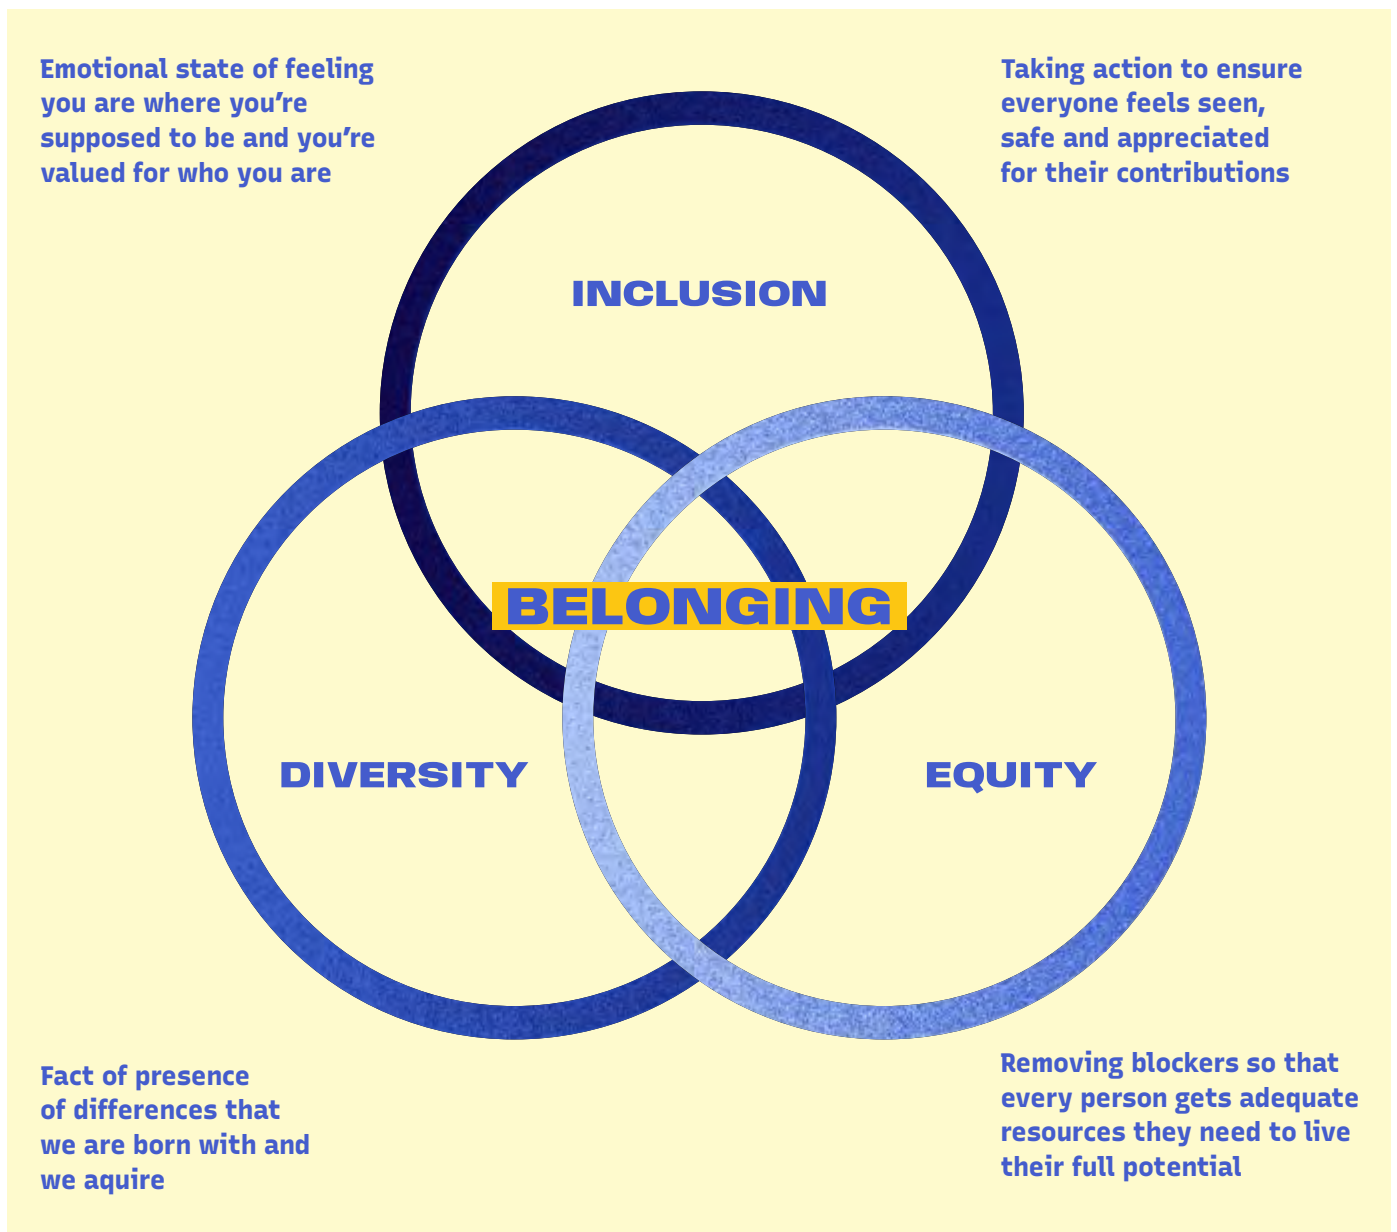 Emotional state of feeling
you are where you’re
supposed to be and you’re
valued for who you are
Taking action to ensure
everyone feels seen,
safe and appreciated
for their contributions
INCLUSION
BELONGING
DIVERSITY
EQUITY
Fact of presence
of differences that
we are born with and
we aquire
Removing blockers so that
every person gets adequate
resources they need to live
their full potential